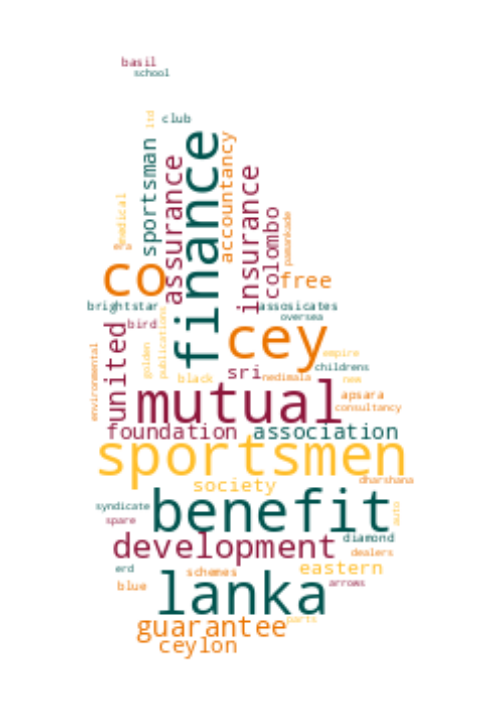 basil
school
ltd
club
sportsman
finance
accountancy
assurance
insurance
medical
colombo
pamankade
co
free
brightstar
assosicates
oversea
bird
publications
cey
united
golden
environmental
empire
childrens
sri
nedimala
black
new
mutual
apsara
consultancy
foundation
association
sportsmen
dharshana
society
syndicate
benefit
auto
spare
development
diamond
dealers
erd
schemes
eastern
blue
lanka
arrows
guarantee
parts
ceylon